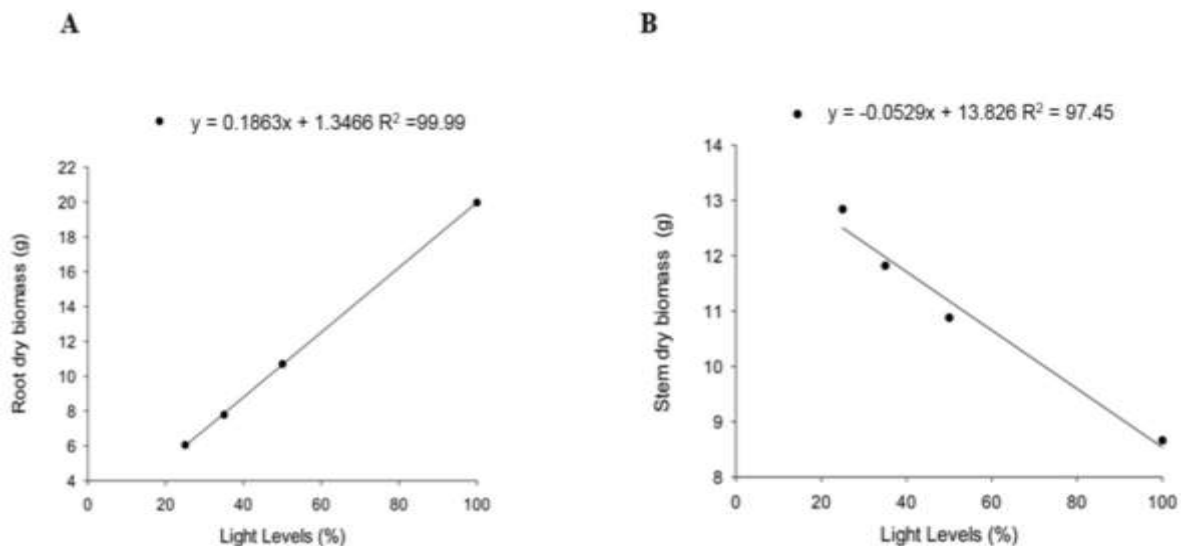 A
y = 0.1863x + 1.3466 R² =99.99
22
20
18
16
14
12
10
8
6
4
Root dry biomass (g)
0 20 40 60 80 100
Light Levels (%)
B
y = -0.0529x + 13.826 R² = 97.45
14
13
12
11
10
9
8
Stem dry biomass (g)
0 20 40 60 80 100
Light Levels (%)